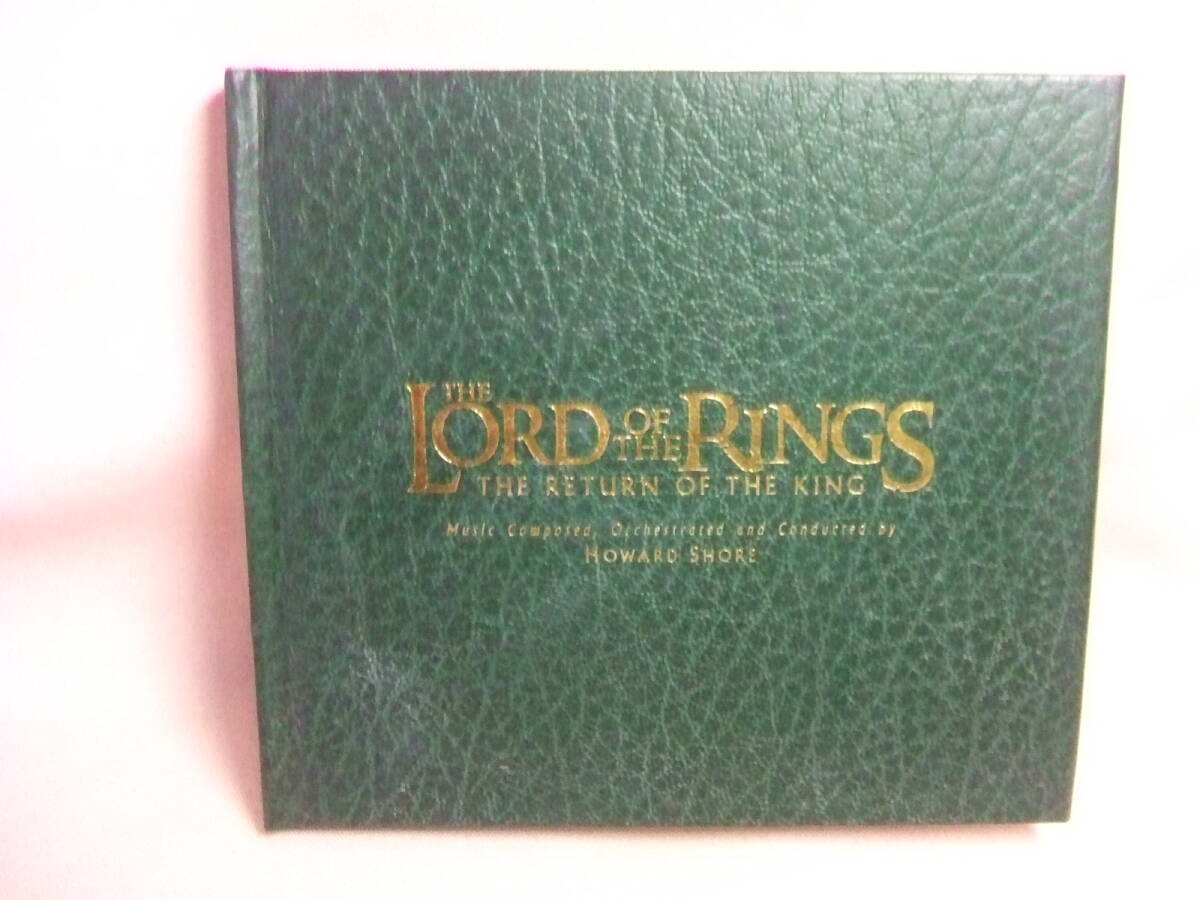 THE LORD OF THE RINGS
THE RETURN OF THE KING
Music Composed, Orchestrated and Conducted by
HOWARD SHORE